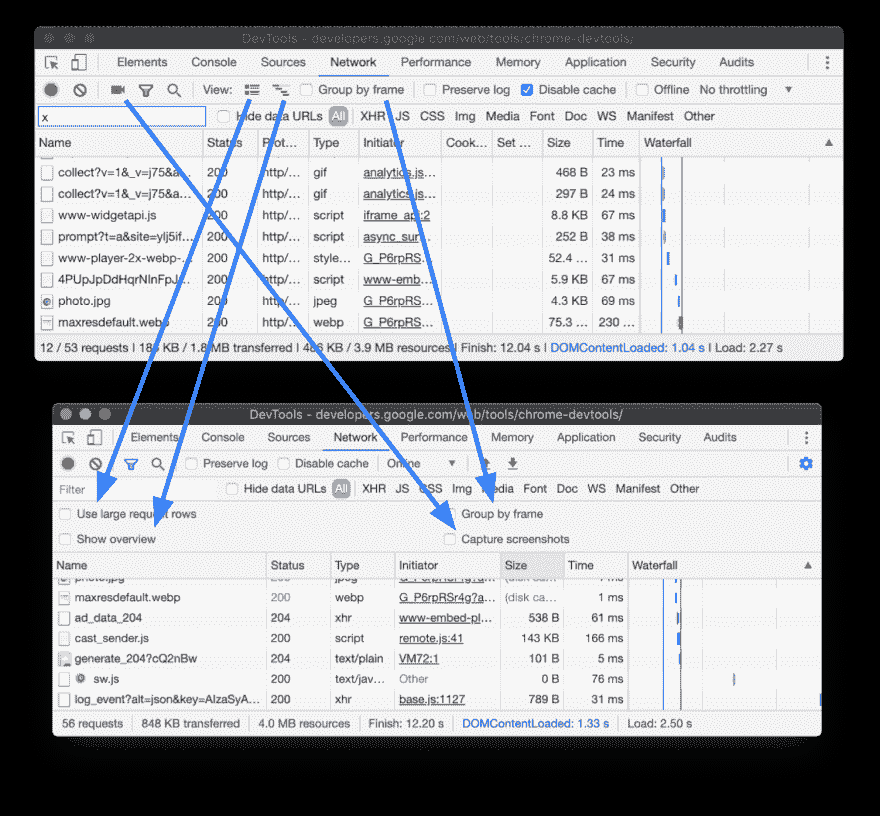 DevTools - developers.google.com/web/tools/chrome-devtools/
Elements Console Sources Network Performance Memory Application Security Audits
View: Group by frame Preserve log Disable cache Offline No throttling
x Hide data URLs All XHR JS CSS Img Media Font Doc WS Manifest Other
Name Status Prot... Type Initiator Cook... Set ... Size Time Waterfall
collect?v=1&_v=j75&a... 200 http/... gif analytics.js... 468 B 23 ms
collect?v=1&_v=j75&a... 200 http/... gif analytics.js... 297 B 24 ms
www-widgetapi.js 200 http/... script iframe_api:2 8.8 KB 67 ms
prompt?t=a&site=ylj5if... 200 http/... script async_sur... 252 B 38 ms
www-player-2x-webp-... 200 http/... style... G_P6rpRS... 52.4 ... 31 ms
200 http/... script www-emb... 5.9 KB 67 ms
photo.jpg 200 http/... jpeg G_P6rpRS... 4.3 KB 69 ms
maxresdefault.webp 200 http/... webp G_P6rpRS... 75.3 ... 230 ...
12 / 53 requests | KB / 1.8 MB transferred | KB / 3.9 MB resources | Finish: 12.04 s | DOMContentLoaded: 1.04 s | Load: 2.27 s
DevTools - developers.google.com/web/tools/chrome-devtools/
Elements Console Sources Network Performance Memory Application Security Audits
Preserve log Disable cache Online
Filter Hide data URLs All XHR JS CSS Img Media Font Doc WS Manifest Other
Use large request rows Group by frame
Show overview Capture screenshots
Name Status Type Initiator Size Time Waterfall
photo.jpg 200 jpeg G_P6rpSr4g?a... (disk ca... 1 ms
maxresdefault.webp 200 webp G_P6rpRSr4g?a... (disk ca... 1 ms
ad_data_204 204 xhr www-embed-pl... 538 B 61 ms
cast_sender.js 200 script remote.js:41 143 KB 166 ms
generate_204?cQ2nBw 204 text/plain VM72:1 101 B 5 ms
sw.js 200 text/jav... Other 0 B 76 ms
log_event?alt=json&key=AIzaSyA... 200 xhr base.js:1127 789 B 31 ms
56 requests 848 KB transferred 4.0 MB resources Finish: 12.20 s DOMContentLoaded: 1.33 s Load: 2.50 s